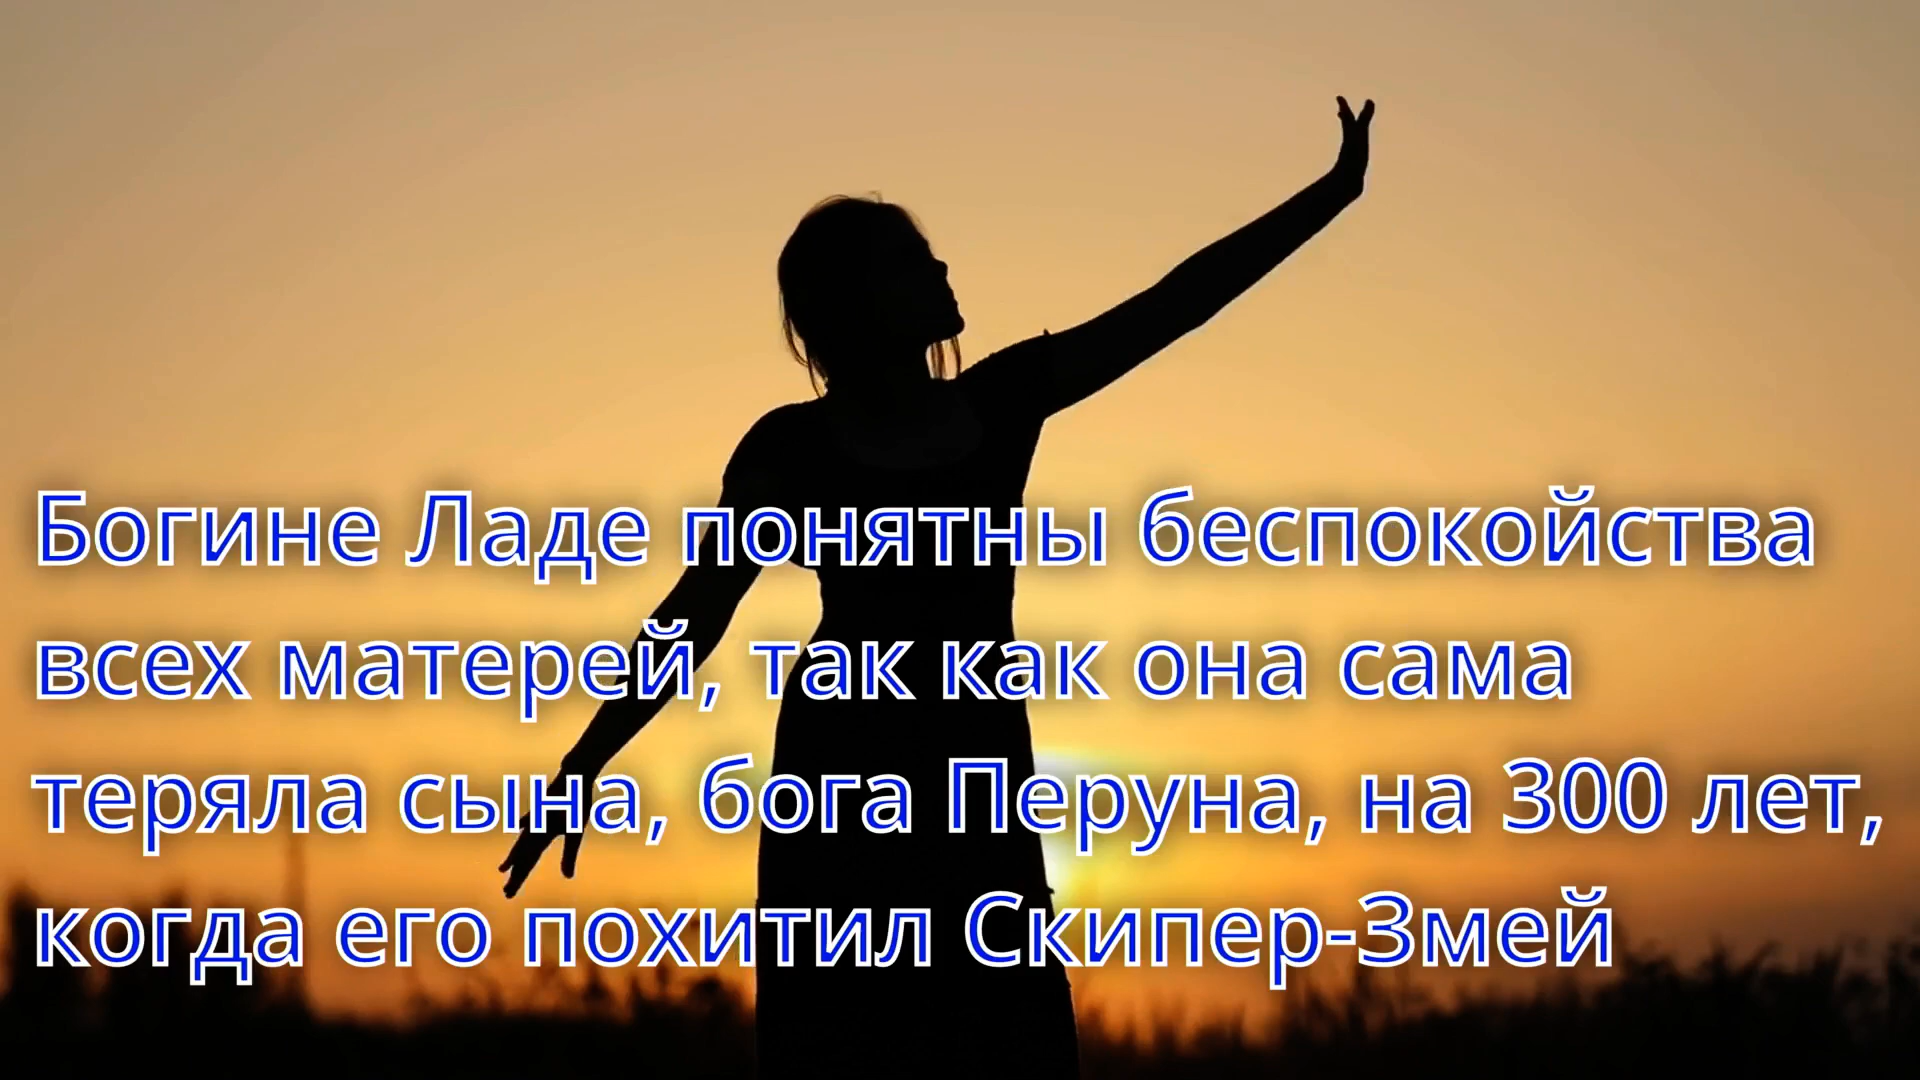 Богине Ладе понятны беспокойства
всех матерей, так как она сама
теряла сына, бога Перуна, на 300 лет,
когда его похитил Скипер-Змей